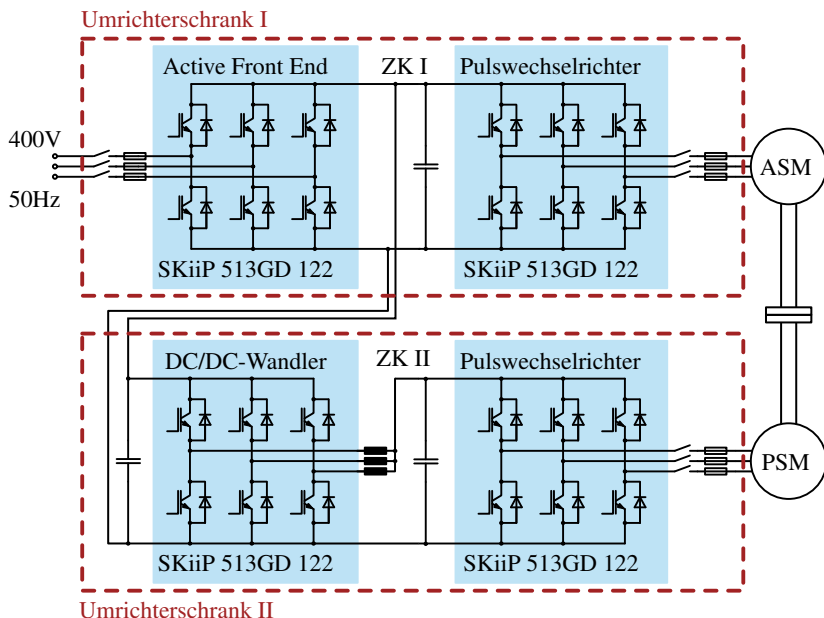 Umrichterschrank I
Active Front End
ZK I
Pulswechselrichter
400V
50Hz
ASM
SKiiP 513GD 122
SKiiP 513GD 122
DC/DC-Wandler
ZK II
Pulswechselrichter
PSM
SKiiP 513GD 122
SKiiP 513GD 122
Umrichterschrank II